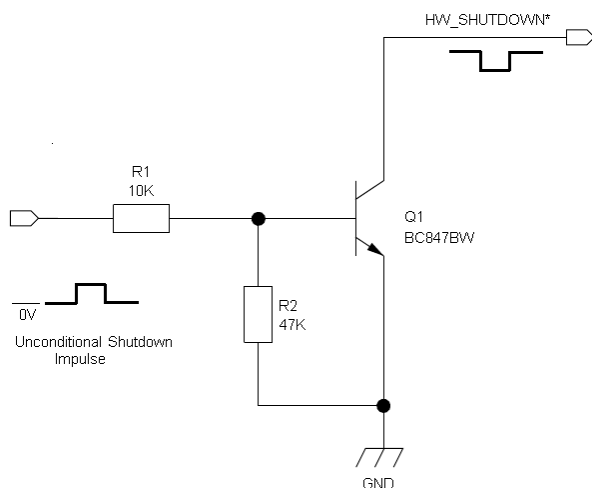 HW_SHUTDOWN*
R1
10K
Q1
BC847BW
R2
47K
0V
Unconditional Shutdown
Impulse
GND